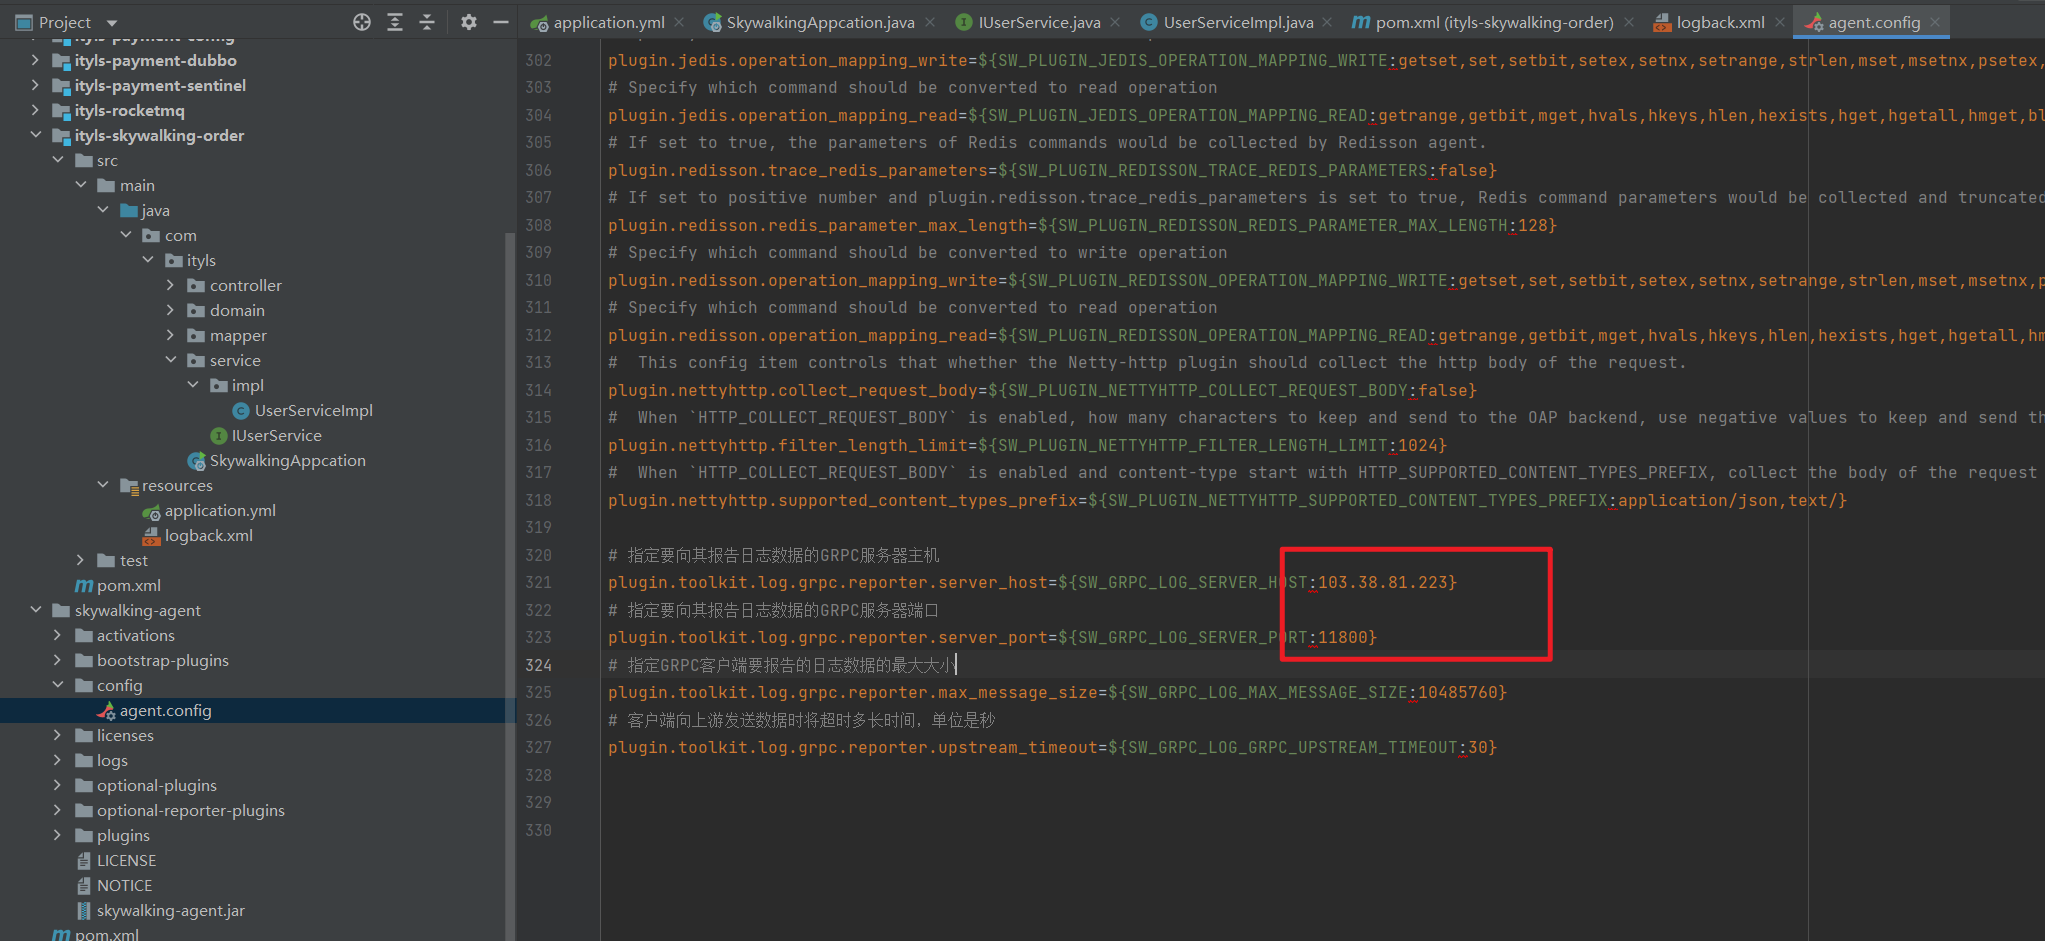 Project
application.yml
SkywalkingAppcation.java
IUserService.java
UserServiceImpl.java
pom.xml (ityls-skywalking-order)
logback.xml
agent.config
ityls-payment-config
ityls-payment-dubbo
ityls-payment-sentinel
ityls-rocketmq
ityls-skywalking-order
src
main
java
com
ityls
controller
domain
mapper
service
impl
UserServiceImpl
IUserService
SkywalkingAppcation
resources
application.yml
logback.xml
test
pom.xml
skywalking-agent
activations
bootstrap-plugins
config
agent.config
licenses
logs
optional-plugins
optional-reporter-plugins
plugins
LICENSE
NOTICE
skywalking-agent.jar
pom.xml
302 plugin.jedis.operation_mapping_write=${SW_PLUGIN_JEDIS_OPERATION_MAPPING_WRITE:getset,set,setbit,setex,setnx,setrange,strlen,mset,msetnx,psetex,
303 # Specify which command should be converted to read operation
304 plugin.jedis.operation_mapping_read=${SW_PLUGIN_JEDIS_OPERATION_MAPPING_READ:getrange,getbit,mget,hvals,hkeys,hlen,hexists,hget,hgetall,hmget,bl
305 # If set to true, the parameters of Redis commands would be collected by Redisson agent.
306 plugin.redisson.trace_redis_parameters=${SW_PLUGIN_REDISSON_TRACE_REDIS_PARAMETERS:false}
307 # If set to positive number and plugin.redisson.trace_redis_parameters is set to true, Redis command parameters would be collected and truncated
308 plugin.redisson.redis_parameter_max_length=${SW_PLUGIN_REDISSON_REDIS_PARAMETER_MAX_LENGTH:128}
309 # Specify which command should be converted to write operation
310 plugin.redisson.operation_mapping_write=${SW_PLUGIN_REDISSON_OPERATION_MAPPING_WRITE:getset,set,setbit,setex,setnx,setrange,strlen,mset,msetnx,p
311 # Specify which command should be converted to read operation
312 plugin.redisson.operation_mapping_read=${SW_PLUGIN_REDISSON_OPERATION_MAPPING_READ:getrange,getbit,mget,hvals,hkeys,hlen,hexists,hget,hgetall,hm
313 #  This config item controls that whether the Netty-http plugin should collect the http body of the request.
314 plugin.nettyhttp.collect_request_body=${SW_PLUGIN_NETTYHTTP_COLLECT_REQUEST_BODY:false}
315 #  When `HTTP_COLLECT_REQUEST_BODY` is enabled, how many characters to keep and send to the OAP backend, use negative values to keep and send th
316 plugin.nettyhttp.filter_length_limit=${SW_PLUGIN_NETTYHTTP_FILTER_LENGTH_LIMIT:1024}
317 #  When `HTTP_COLLECT_REQUEST_BODY` is enabled and content-type start with HTTP_SUPPORTED_CONTENT_TYPES_PREFIX, collect the body of the request
318 plugin.nettyhttp.supported_content_types_prefix=${SW_PLUGIN_NETTYHTTP_SUPPORTED_CONTENT_TYPES_PREFIX:application/json,text/}
319
320 # 指定要向其报告日志数据的GRPC服务器主机
321 plugin.toolkit.log.grpc.reporter.server_host=${SW_GRPC_LOG_SERVER_HOST:103.38.81.223}
322 # 指定要向其报告日志数据的GRPC服务器端口
323 plugin.toolkit.log.grpc.reporter.server_port=${SW_GRPC_LOG_SERVER_PORT:11800}
324 # 指定GRPC客户端要报告的日志数据的最大大小
325 plugin.toolkit.log.grpc.reporter.max_message_size=${SW_GRPC_LOG_MAX_MESSAGE_SIZE:10485760}
326 # 客户端向上游发送数据时将超时多长时间，单位是秒
327 plugin.toolkit.log.grpc.reporter.upstream_timeout=${SW_GRPC_LOG_GRPC_UPSTREAM_TIMEOUT:30}
328
329
330